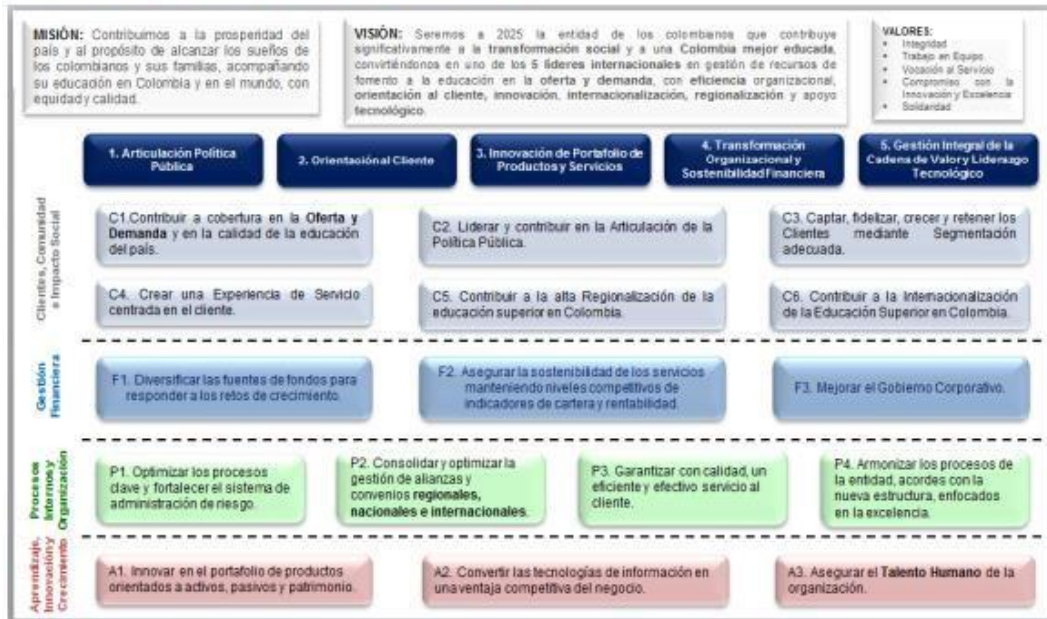 MISIÓN: Contribuimos a la prosperidad del
país y al propósito de alcanzar los sueños de
los colombianos y sus familias, acompañando
su educación en Colombia y en el mundo, con
equidad y calidad.
VISIÓN: Seremos a 2025 la entidad de los colombianos que contribuye
significativamente a la transformación social y a una Colombia mejor educada,
convirtiéndonos en uno de los 5 líderes internacionales en gestión de recursos de
fomento a la educación en la oferta y demanda, con eficiencia organizacional,
orientación al cliente, innovación, internacionalización, regionalización y apoyo
tecnológico.
VALORES:
• Integridad
• Trabajo en Equipo
• Vocación al Servicio
• Compromiso con la
Innovación y Excelencia
• Solidaridad
1. Articulación Política
Pública
2. Orientación al Cliente
3. Innovación de Portafolio de
Productos y Servicios
4. Transformación
Organizacional y
Sostenibilidad Financiera
5. Gestión Integral de la
Cadena de Valor y Liderazgo
Tecnológico
Clientes, Comunidad
e Impacto Social
C1.Contribuir a cobertura en la Oferta y
Demanda y en la calidad de la educación
del país.
C2. Liderar y contribuir en la Articulación de la
Política Pública.
C3. Captar, fidelizar, crecer y retener los
Clientes mediante Segmentación
adecuada.
C4. Crear una Experiencia de Servicio
centrada en el cliente.
C5. Contribuir a la alta Regionalización de la
educación superior en Colombia.
C6. Contribuir a la Internacionalización
de la Educación Superior en Colombia.
Gestión
Financiera
F1. Diversificar las fuentes de fondos para
responder a los retos de crecimiento.
F2. Asegurar la sostenibilidad de los servicios
manteniendo niveles competitivos de
indicadores de cartera y rentabilidad.
F3. Mejorar el Gobierno Corporativo.
Procesos
Internos y
Organización
P1. Optimizar los procesos
clave y fortalecer el sistema de
administración de riesgo.
P2. Consolidar y optimizar la
gestión de alianzas y
convenios regionales,
nacionales e internacionales.
P3. Garantizar con calidad, un
eficiente y efectivo servicio al
cliente.
P4. Armonizar los procesos de
la entidad, acordes con la
nueva estructura, enfocados
en la excelencia.
Aprendizaje,
Innovación y
Crecimiento
A1. Innovar en el portafolio de productos
orientados a activos, pasivos y patrimonio.
A2. Convertir las tecnologías de información en
una ventaja competitiva del negocio.
A3. Asegurar el Talento Humano de la
organización.